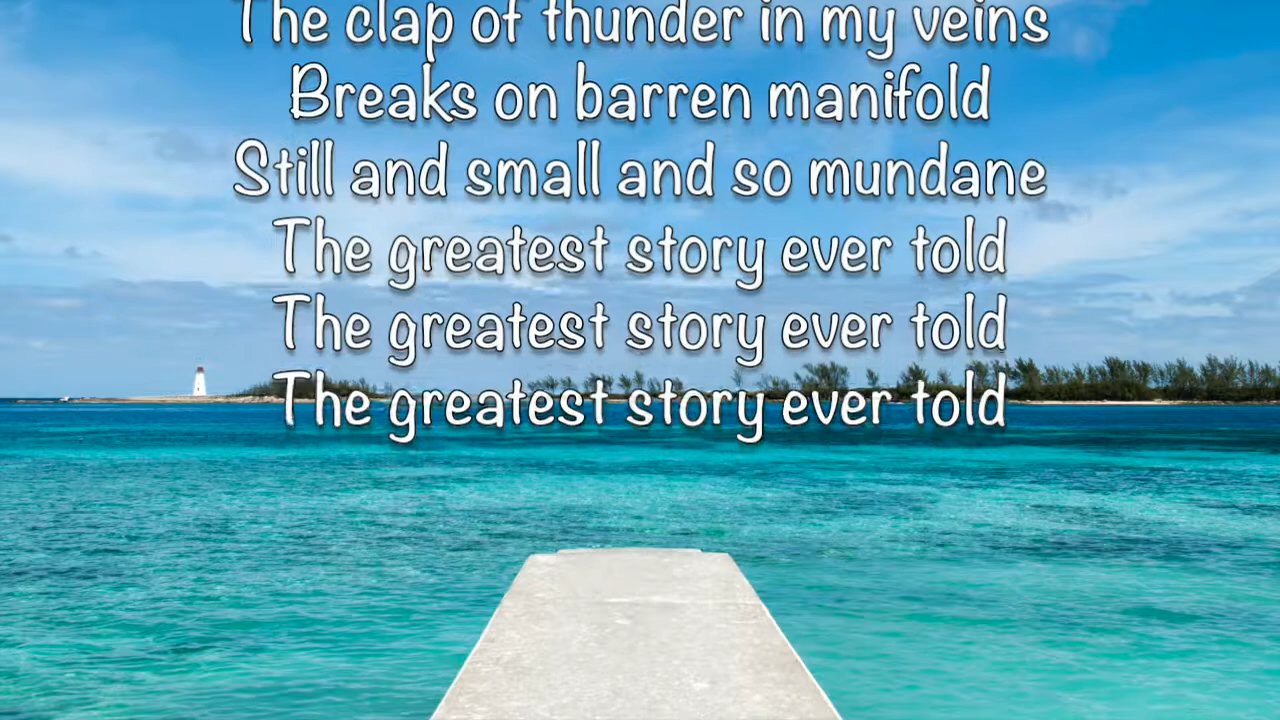 The clap of thunder in my veins
Breaks on barren manifold
Still and small and so mundane
The greatest story ever told
The greatest story ever told
The greatest story ever told